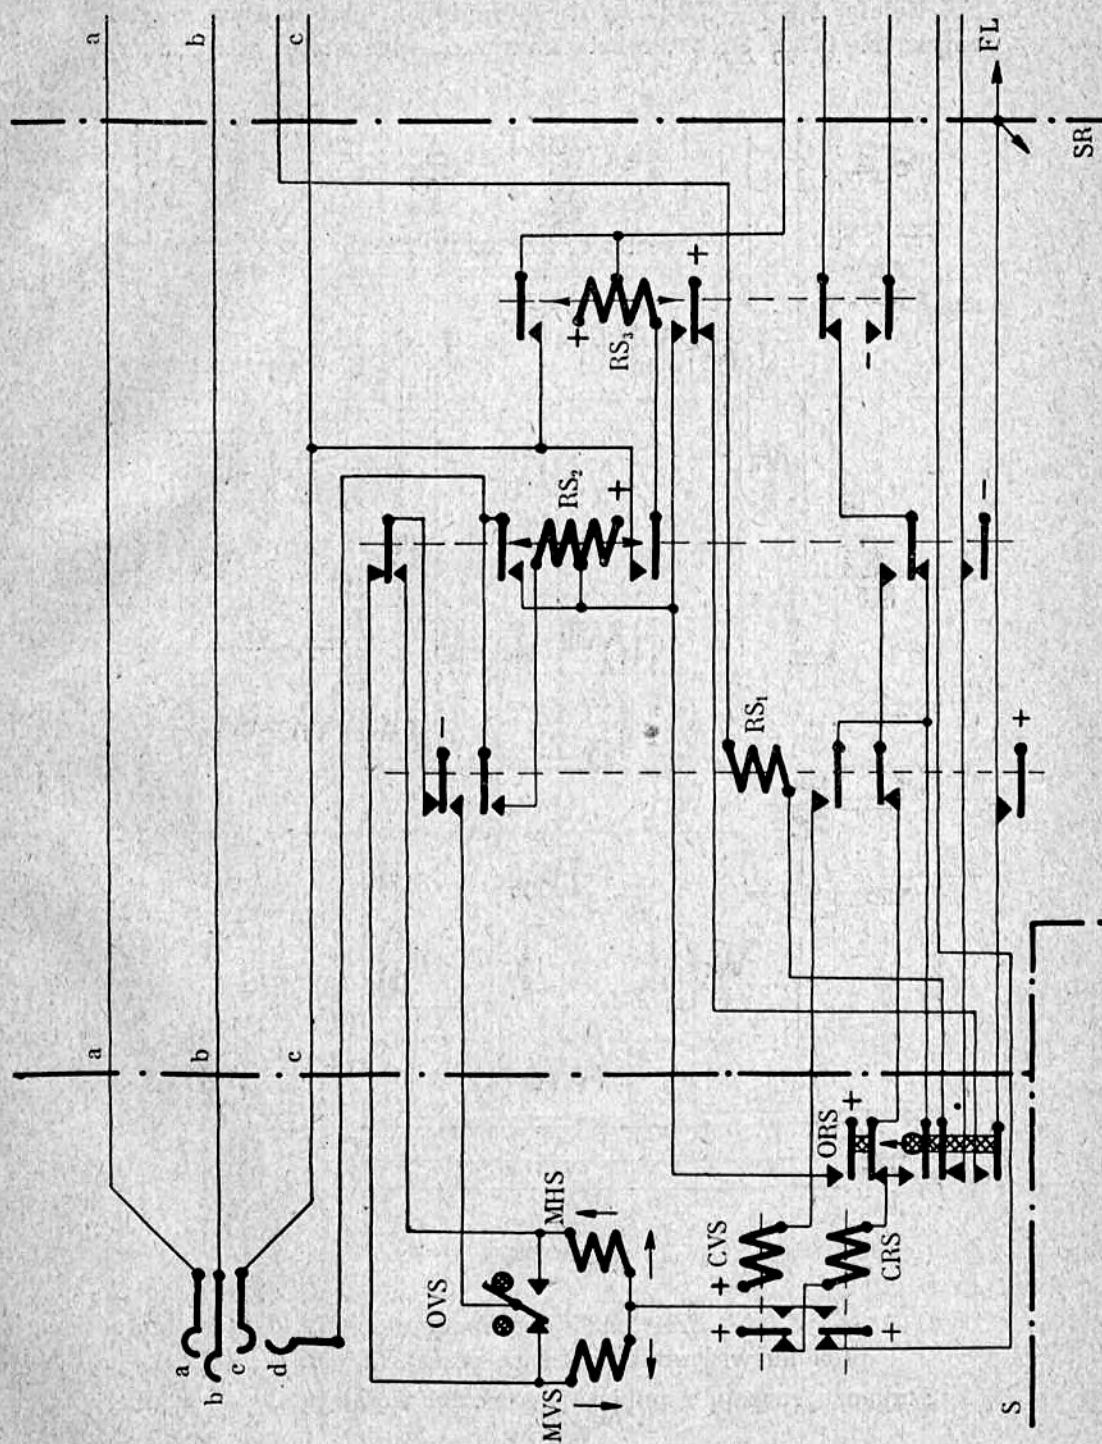 a
b
c
FL
SR
RS₃
+
+
-
RS₂
+
-
-
RS₁
+
a
b
c
ORS
+
MHS
OVS
MVS
CVS
+
+
CRS
+
a
b
c
d
S